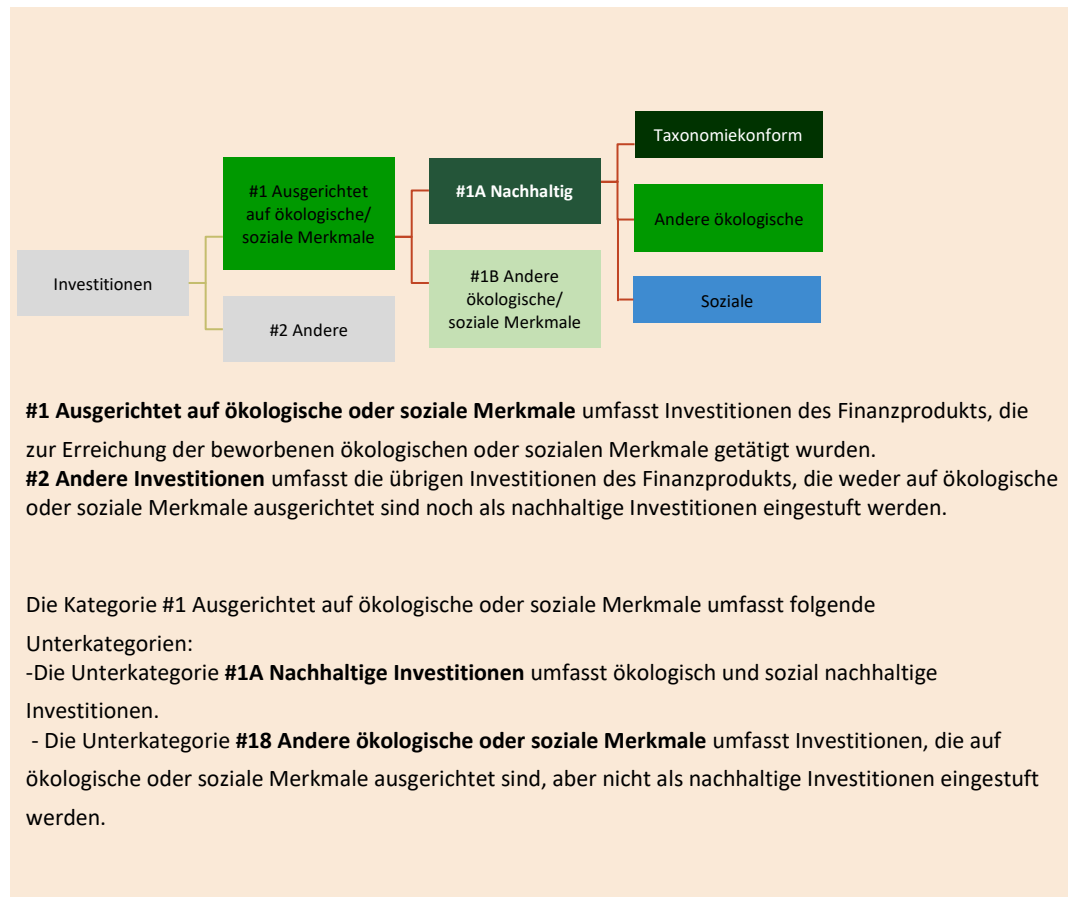 Investitionen
#1 Ausgerichtet
auf ökologische/
soziale Merkmale
#2 Andere
#1A Nachhaltig
#1B Andere
ökologische/
soziale Merkmale
Taxonomiekonform
Andere ökologische
Soziale
#1 Ausgerichtet auf ökologische oder soziale Merkmale umfasst Investitionen des Finanzprodukts, die
zur Erreichung der beworbenen ökologischen oder sozialen Merkmale getätigt wurden.
#2 Andere Investitionen umfasst die übrigen Investitionen des Finanzprodukts, die weder auf ökologische
oder soziale Merkmale ausgerichtet sind noch als nachhaltige Investitionen eingestuft werden.
Die Kategorie #1 Ausgerichtet auf ökologische oder soziale Merkmale umfasst folgende
Unterkategorien:
-Die Unterkategorie #1A Nachhaltige Investitionen umfasst ökologisch und sozial nachhaltige
Investitionen.
- Die Unterkategorie #18 Andere ökologische oder soziale Merkmale umfasst Investitionen, die auf
ökologische oder soziale Merkmale ausgerichtet sind, aber nicht als nachhaltige Investitionen eingestuft
werden.